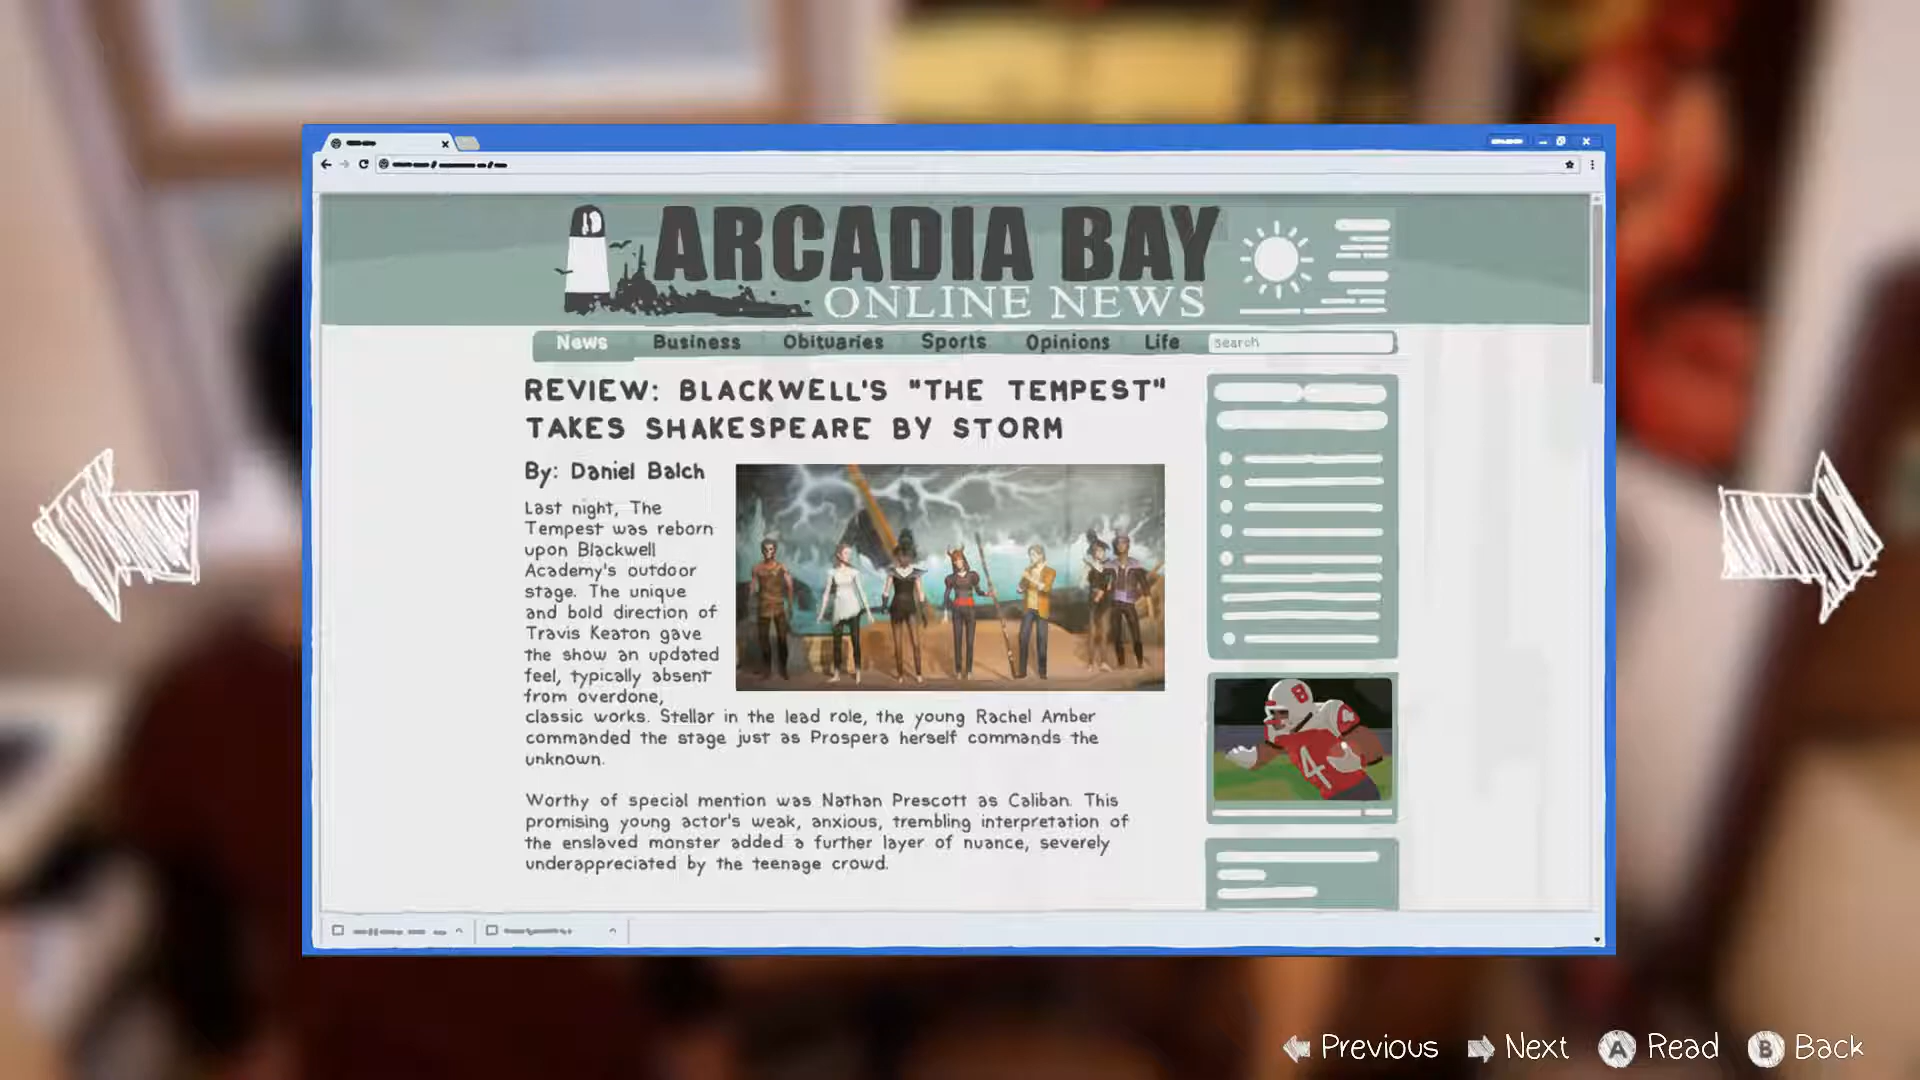 ARCADIA BAY
ONLINE NEWS
News Business Obituaries Sports Opinions Life search
REVIEW: BLACKWELL'S "THE TEMPEST"
TAKES SHAKESPEARE BY STORM
By: Daniel Balch
Last night, The
Tempest was reborn
upon Blackwell
Academy's outdoor
stage. The unique
and bold direction of
Travis Keaton gave
the show an updated
feel, typically absent
from overdone,
classic works. Stellar in the lead role, the young Rachel Amber
commanded the stage just as Prospera herself commands the
unknown.
Worthy of special mention was Nathan Prescott as Caliban. This
promising young actor's weak, anxious, trembling interpretation of
the enslaved monster added a further layer of nuance, severely
underappreciated by the teenage crowd.
B
4
Previous Next A Read B Back